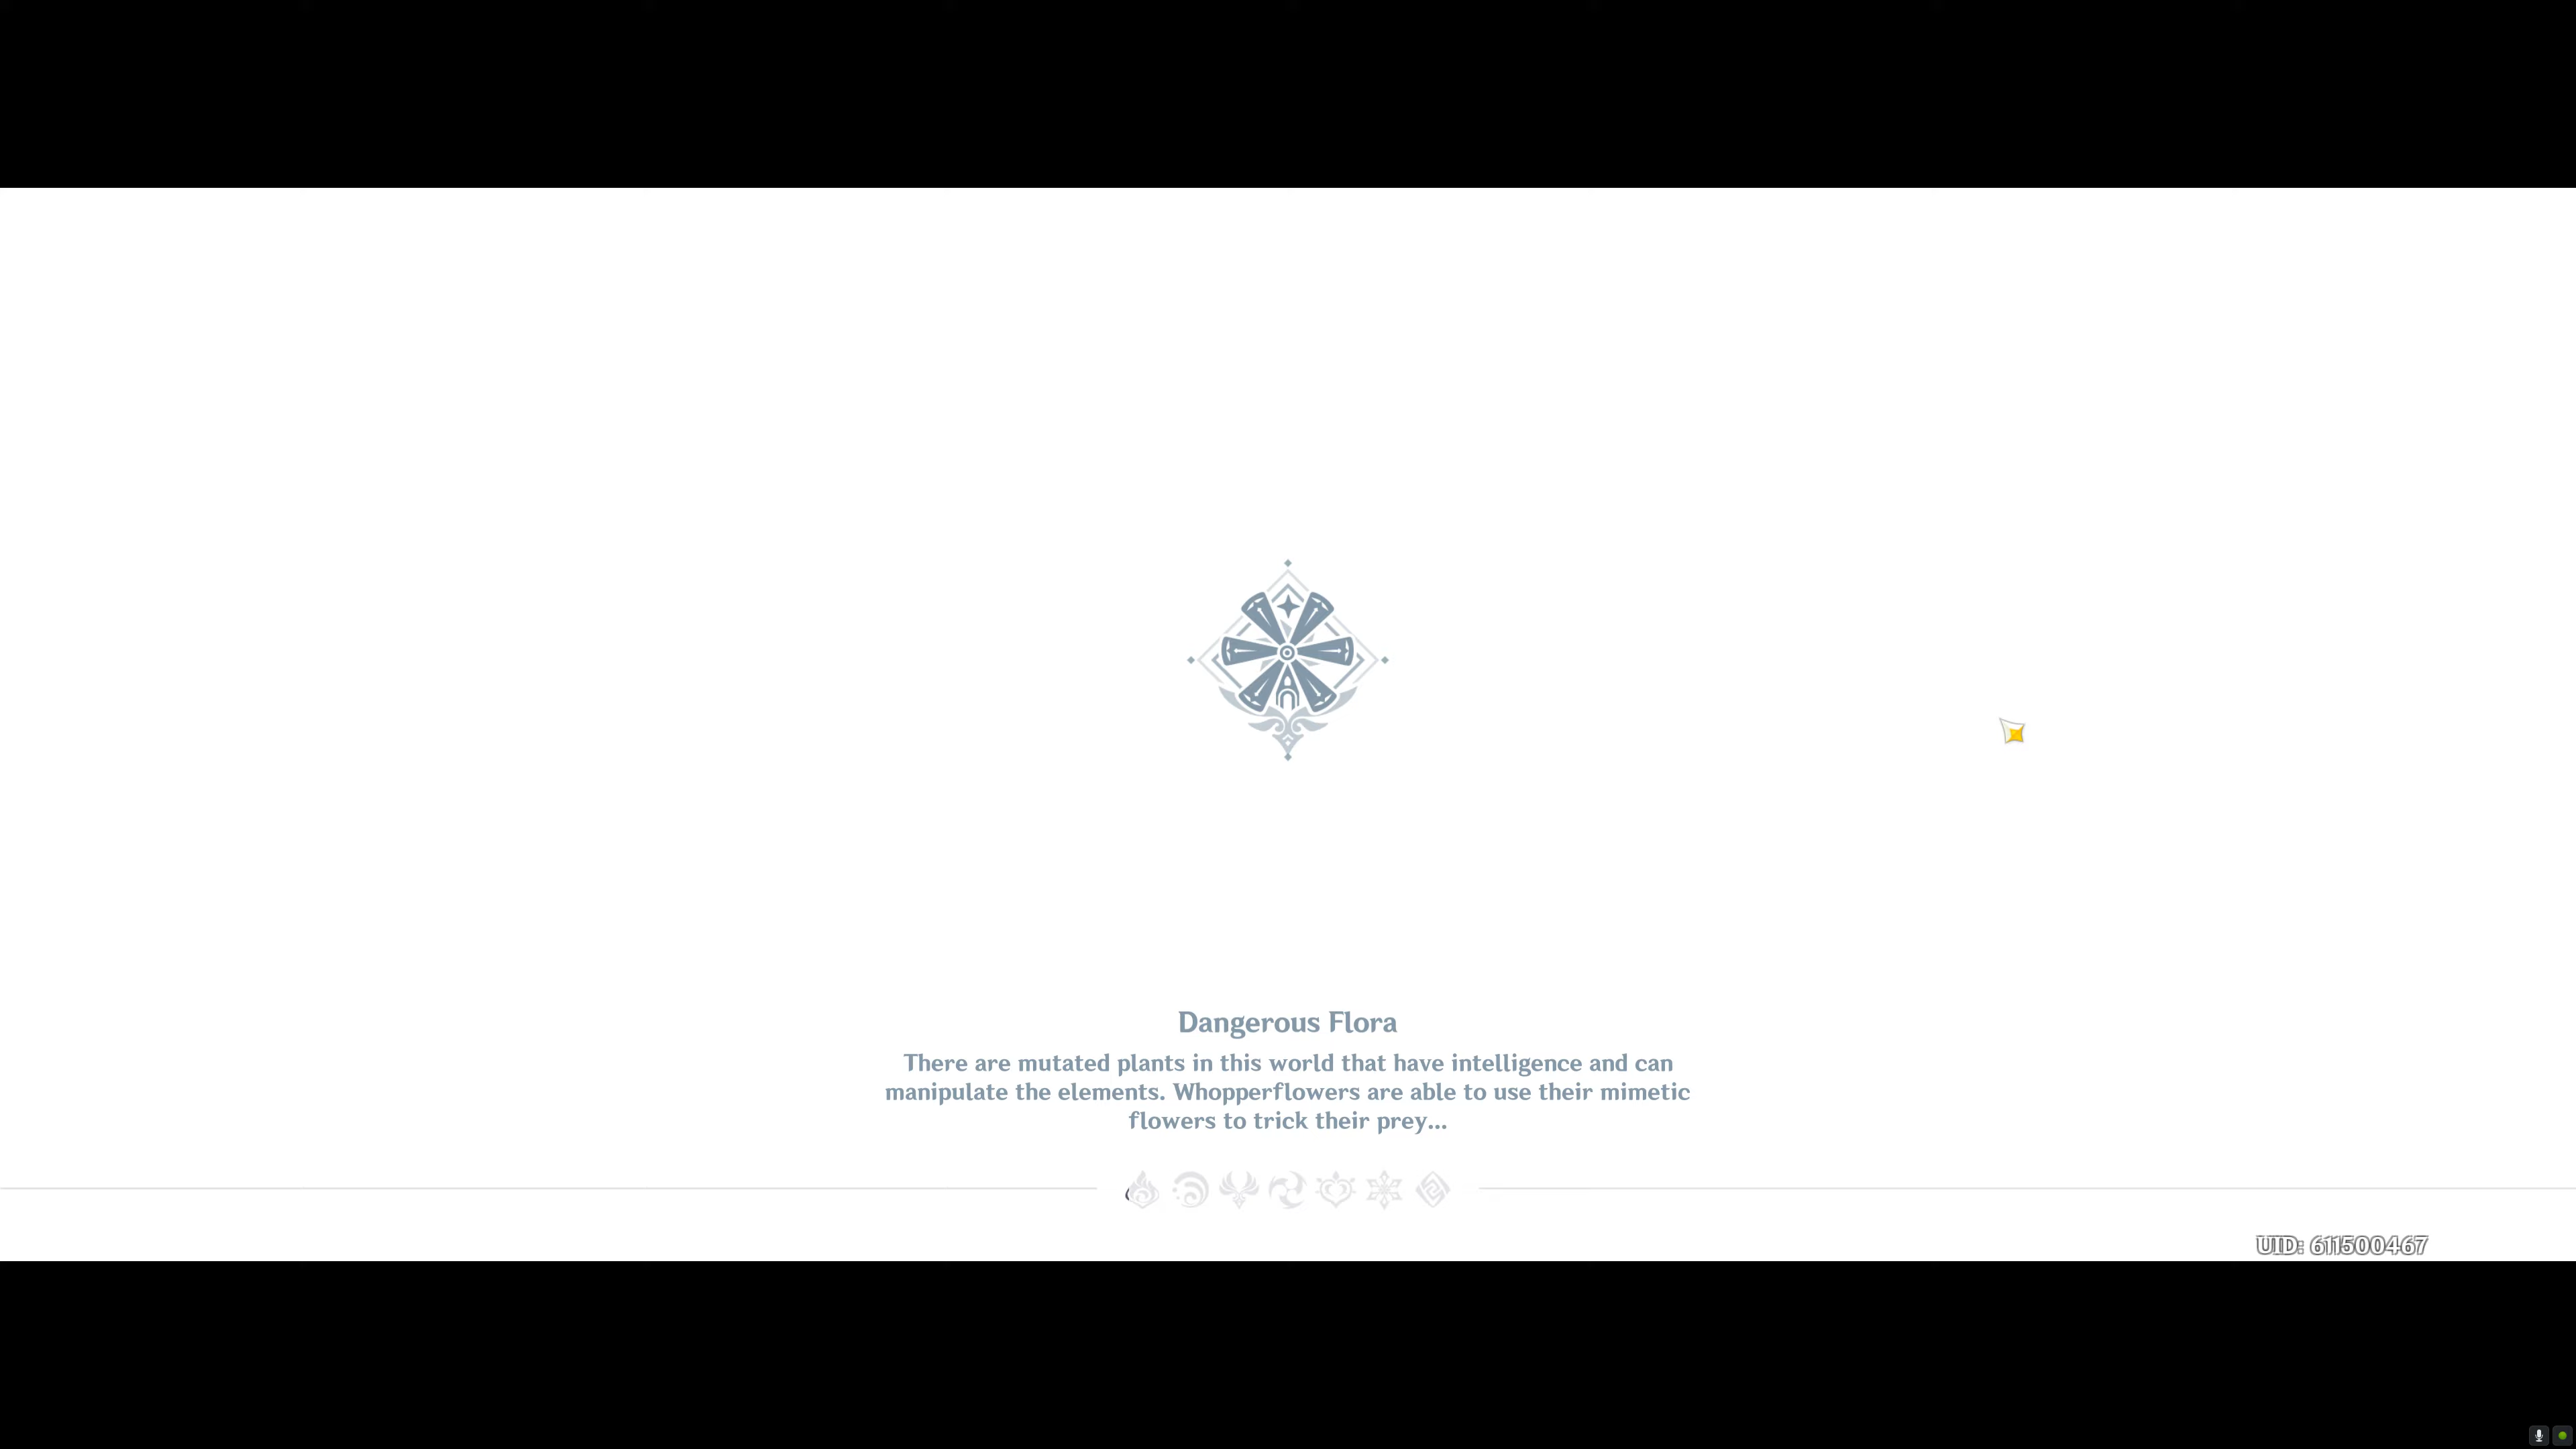 Dangerous Flora
There are mutated plants in this world that have intelligence and can
manipulate the elements. Whopperflowers are able to use their mimetic
flowers to trick their prey...
UID: 611500467